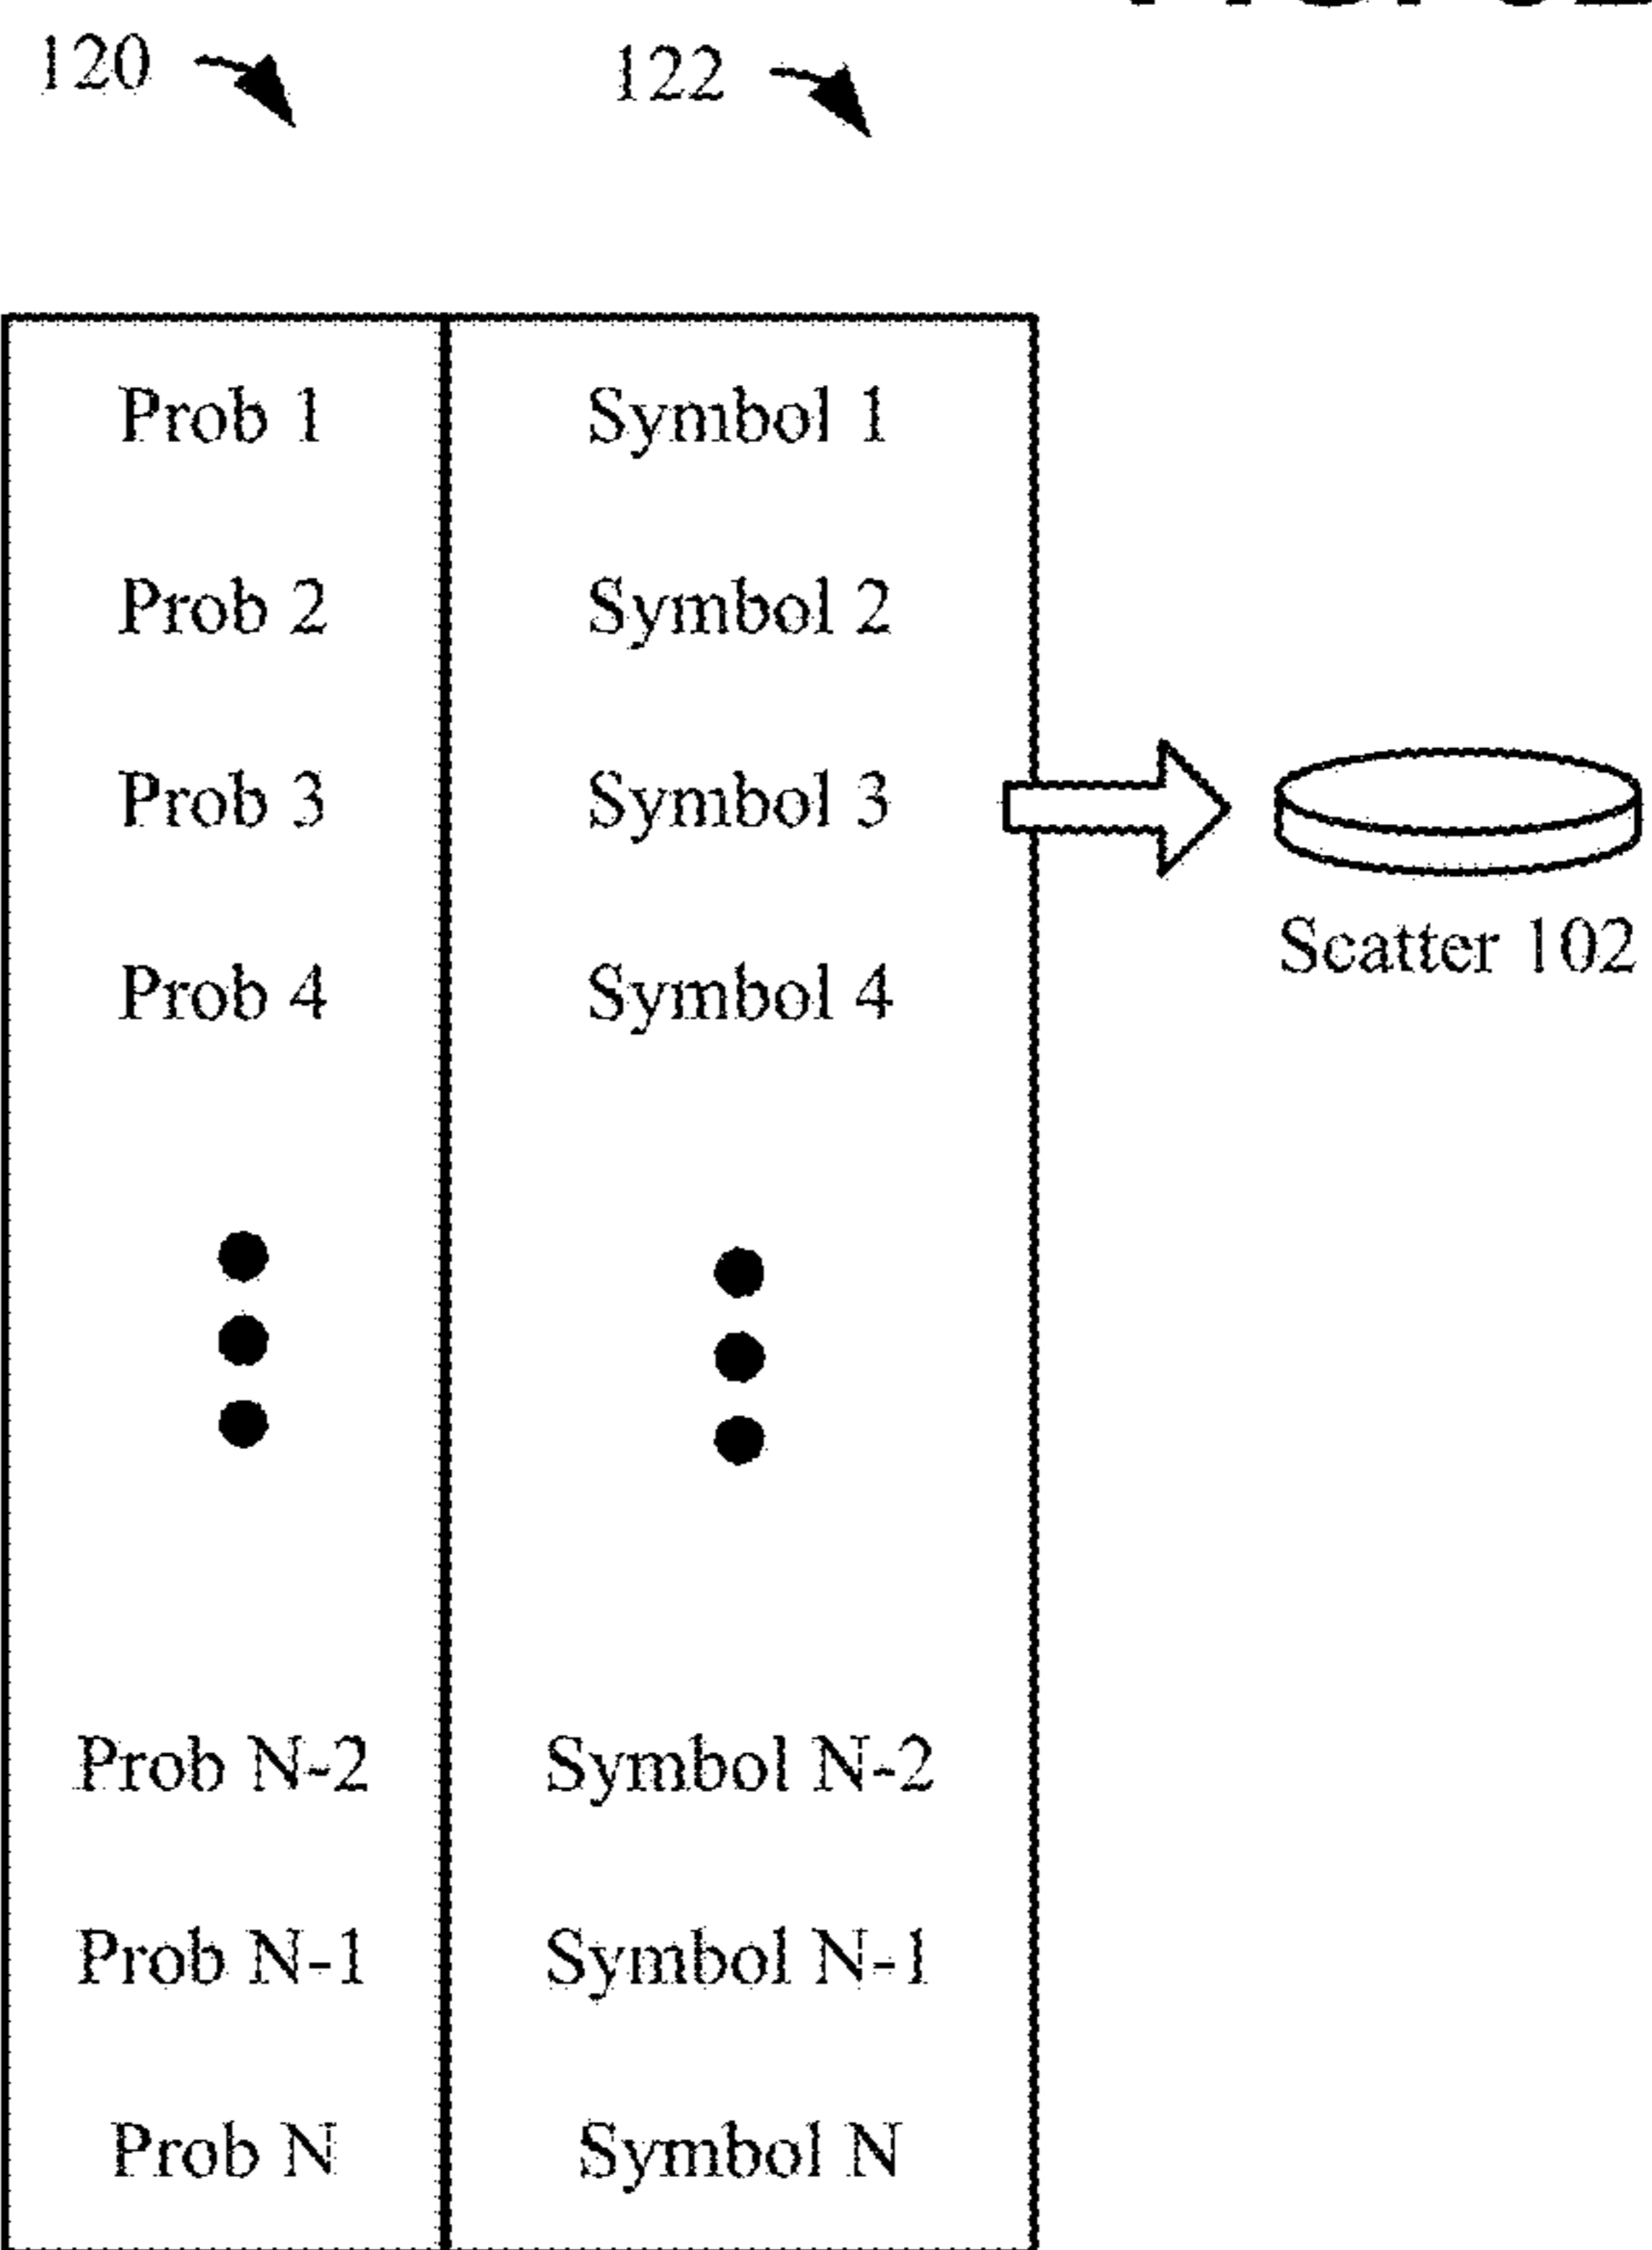 120 122
Prob 1 Symbol 1
Prob 2 Symbol 2
Prob 3 Symbol 3
Scatter 102
Prob 4 Symbol 4
Prob N-2 Symbol N-2
Prob N-1 Symbol N-1
Prob N Symbol N